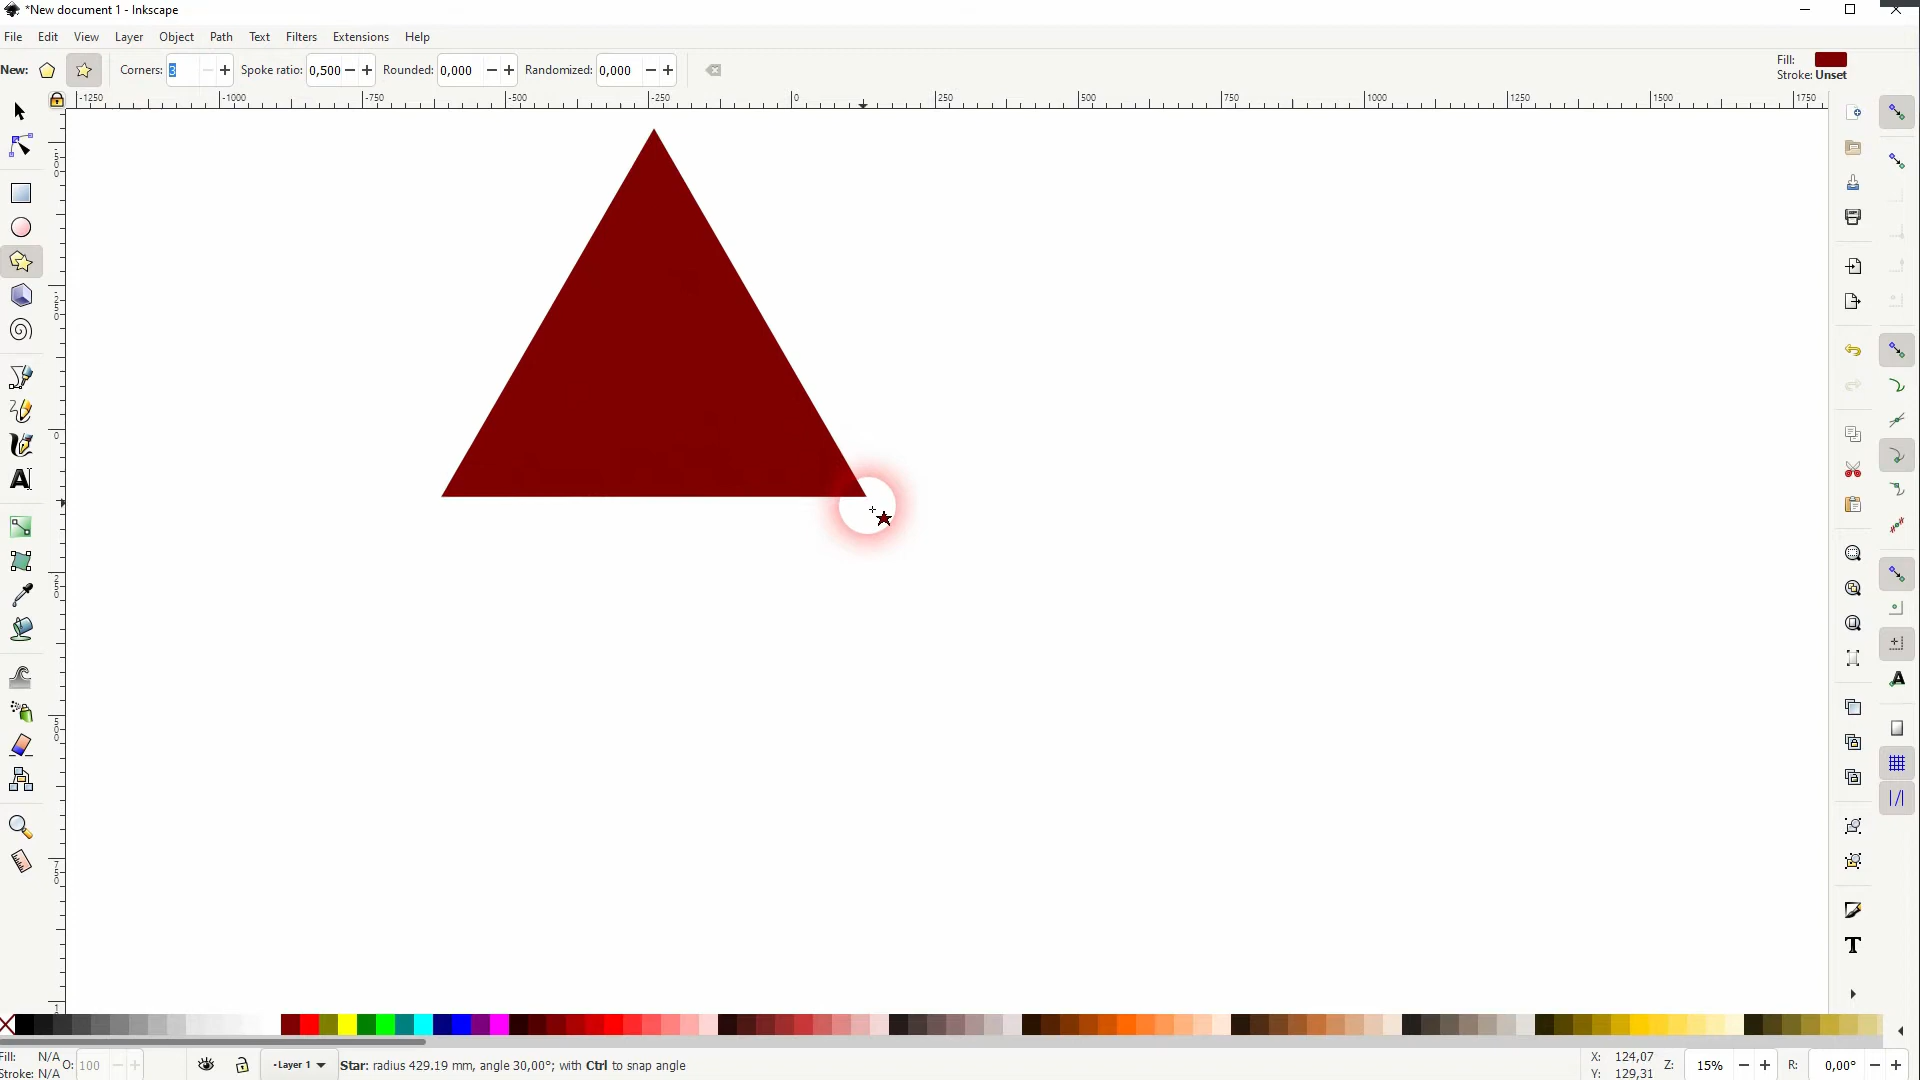 *New document 1 - Inkscape
File Edit View Layer Object Path Text Filters Extensions Help
New: Corners: 3 Spoke ratio: 0,500 Rounded: 0,000 Randomized: 0,000 Fill:
Stroke: Unset
-1250 -1000 -750 -500 -250 0 250 500 750 1000 1250 1500 1750
Fill: N/A O: 100 -Layer 1 Star: radius 429.19 mm, angle 30,00°; with Ctrl to snap angle X: 124,07 Z: 15% R: 0,00°
Stroke: N/A Y: 129,31